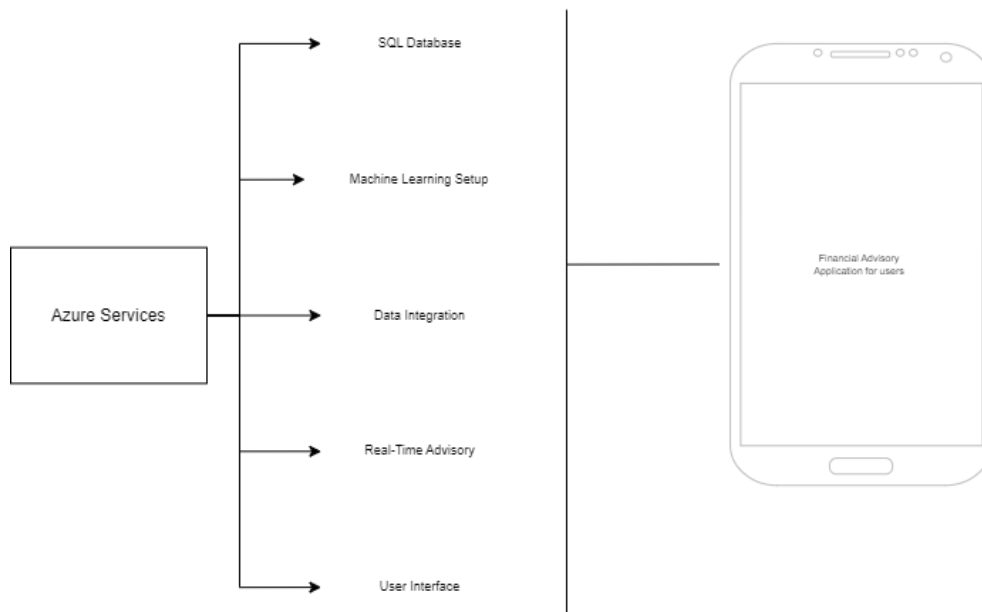 SQL Database
Machine Learning Setup
Azure Services
Data Integration
Real-Time Advisory
User Interface
Financial Advisory
Application for users